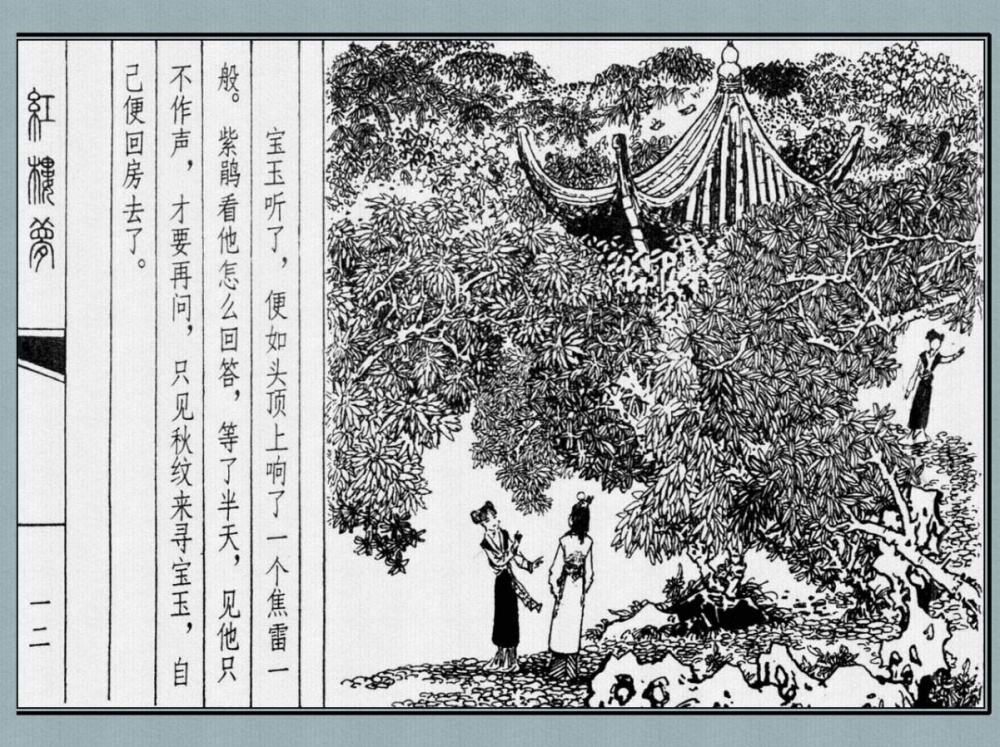 宝玉听了，便如头顶上响了一个焦雷一
般。紫鹃看他怎么回答，等了半天，见他只
不作声，才要再问，只见秋纹来寻宝玉，自
己便回房去了。
紅樓夢
一二